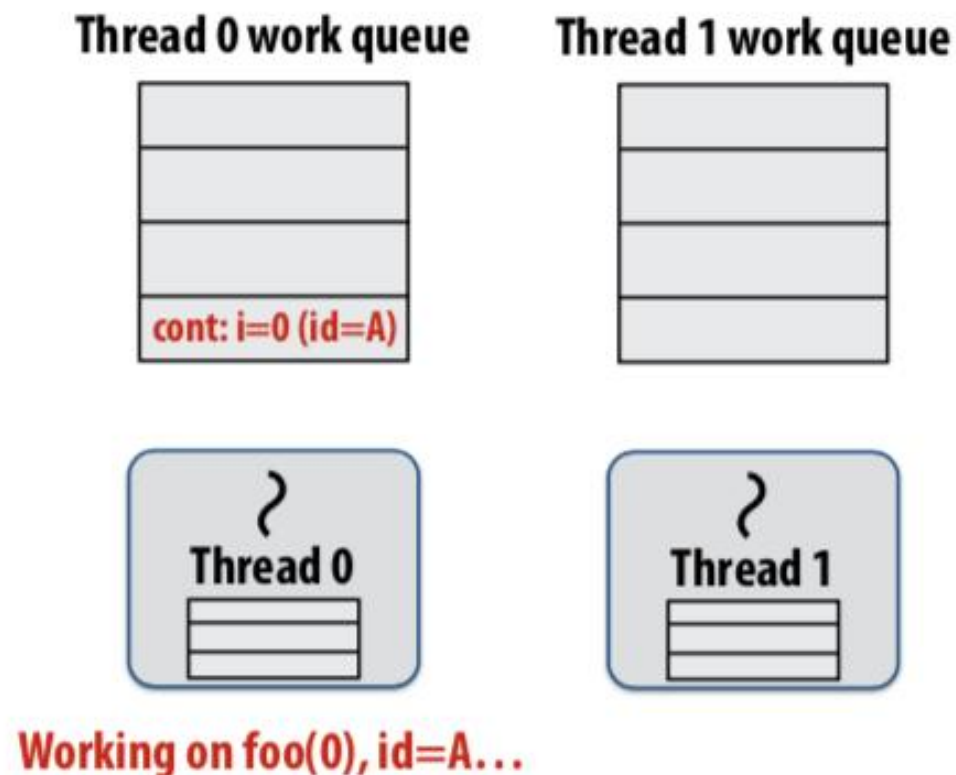 Thread 0 work queue
Thread 1 work queue
cont: i=0 (id=A)
Thread 0
Thread 1
Working on foo(0), id=A...